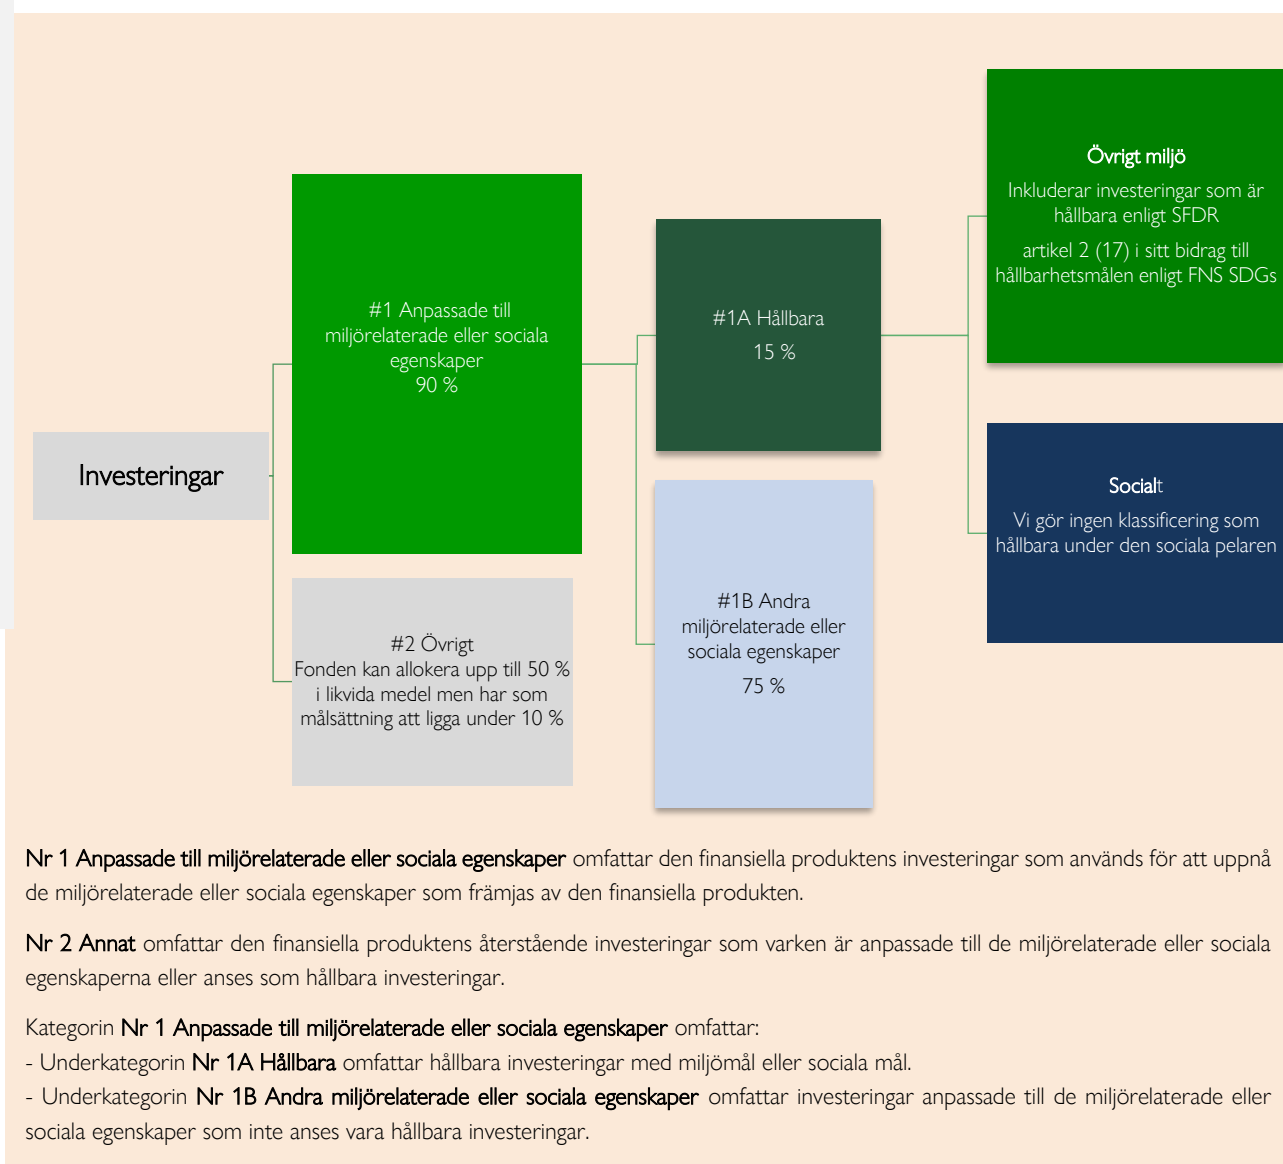 Investeringar
#1 Anpassade till
miljörelaterade eller sociala
egenskaper
90 %
#2 Övrigt
Fonden kan allokera upp till 50 %
i likvida medel men har som
målsättning att ligga under 10 %
#1A Hållbara
15 %
#1B Andra
miljörelaterade eller
sociala egenskaper
75 %
Övrigt miljö
Inkluderar investeringar som är
hållbara enligt SFDR
artikel 2 (17) i sitt bidrag till
hållbarhetsmålen enligt FNS SDGs
Socialt
Vi gör ingen klassificering som
hållbara under den sociala pelaren
Nr 1 Anpassade till miljörelaterade eller sociala egenskaper omfattar den finansiella produktens investeringar som används för att uppnå
de miljörelaterade eller sociala egenskaper som främjas av den finansiella produkten.
Nr 2 Annat omfattar den finansiella produktens återstående investeringar som varken är anpassade till de miljörelaterade eller sociala
egenskaperna eller anses som hållbara investeringar.
Kategorin Nr 1 Anpassade till miljörelaterade eller sociala egenskaper omfattar:
- Underkategorin Nr 1A Hållbara omfattar hållbara investeringar med miljömål eller sociala mål.
- Underkategorin Nr 1B Andra miljörelaterade eller sociala egenskaper omfattar investeringar anpassade till de miljörelaterade eller
sociala egenskaper som inte anses vara hållbara investeringar.